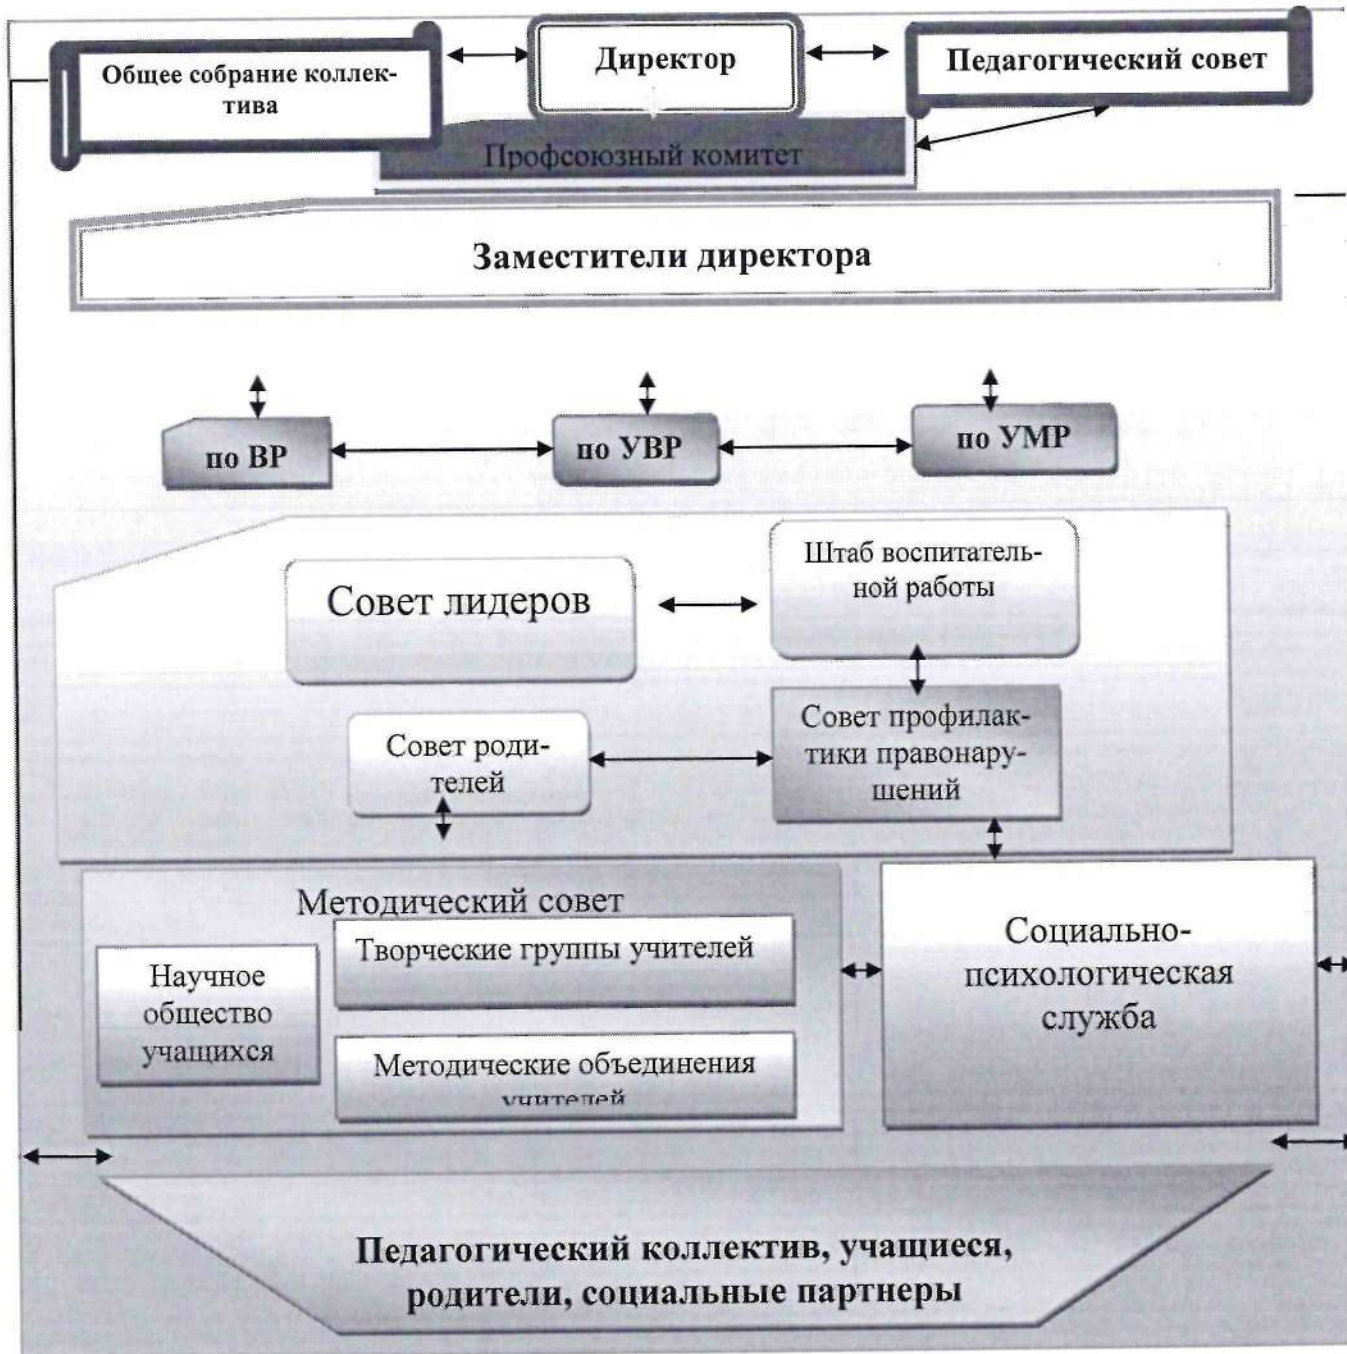 Общее собрание коллек-
тива
Директор
Педагогический совет
Профсоюзный комитет
Заместители директора
по ВР
по УВР
по УМР
Совет лидеров
Штаб воспитатель-
ной работы
Совет роди-
телей
Совет профилак-
тики правонару-
шений
Методический совет
Творческие группы учителей
Научное
общество
учащихся
Методические объединения
учителей
Социально-
психологическая
служба
Педагогический коллектив, учащиеся,
родители, социальные партнеры